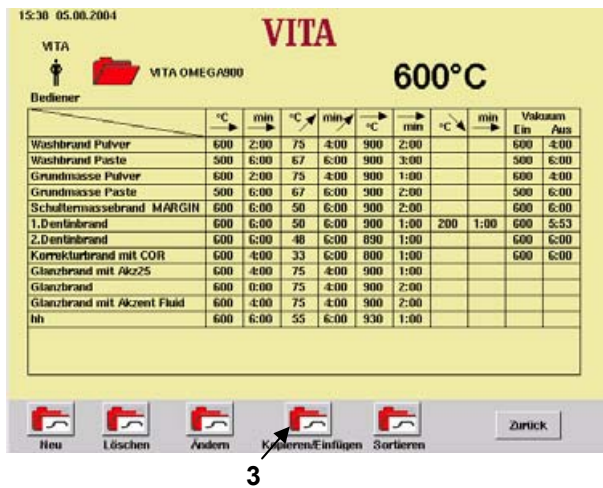 15:30 05.00.2004
VITA
VITA
VITA OMEGA900
600°C
Bediener
°C min °C min °C min °C min Vakuum
Ein Aus
Washbrand Pulver 600 2:00 75 4:00 900 2:00 600 4:00
Washbrand Paste 500 6:00 67 6:00 900 3:00 500 6:00
Grundmasse Pulver 600 2:00 75 4:00 900 1:00 600 4:00
Grundmasse Paste 500 6:00 67 6:00 900 2:00 500 6:00
Schultermassebrand MARGIN 600 6:00 50 6:00 900 2:00 600 6:00
1.Dentinbrand 600 6:00 50 6:00 900 1:00 200 1:00 600 5:53
2.Dentinbrand 600 6:00 48 6:00 890 1:00 600 6:00
Korrekturbrand mit COR 600 4:00 33 6:00 800 1:00 600 6:00
Glanzbrand mit Akz25 600 4:00 75 4:00 900 1:00
Glanzbrand 600 0:00 75 4:00 900 2:00
Glanzbrand mit Akzent Fluid 600 4:00 75 4:00 900 2:00
hh 600 6:00 55 6:00 930 1:00
Neu Löschen Ändern Kopieren/Einfügen Sortieren Zurück
3